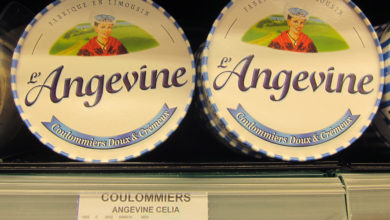 FABRIQUÉ EN LIMOUSIN
L'Angevine
Coulommiers Doux & Crémeux
FABRIQUÉ EN LIMOUSIN
L'Angevine
Coulommiers Doux & Crémeux
COULOMMIERS
ANGEVINE CELIA